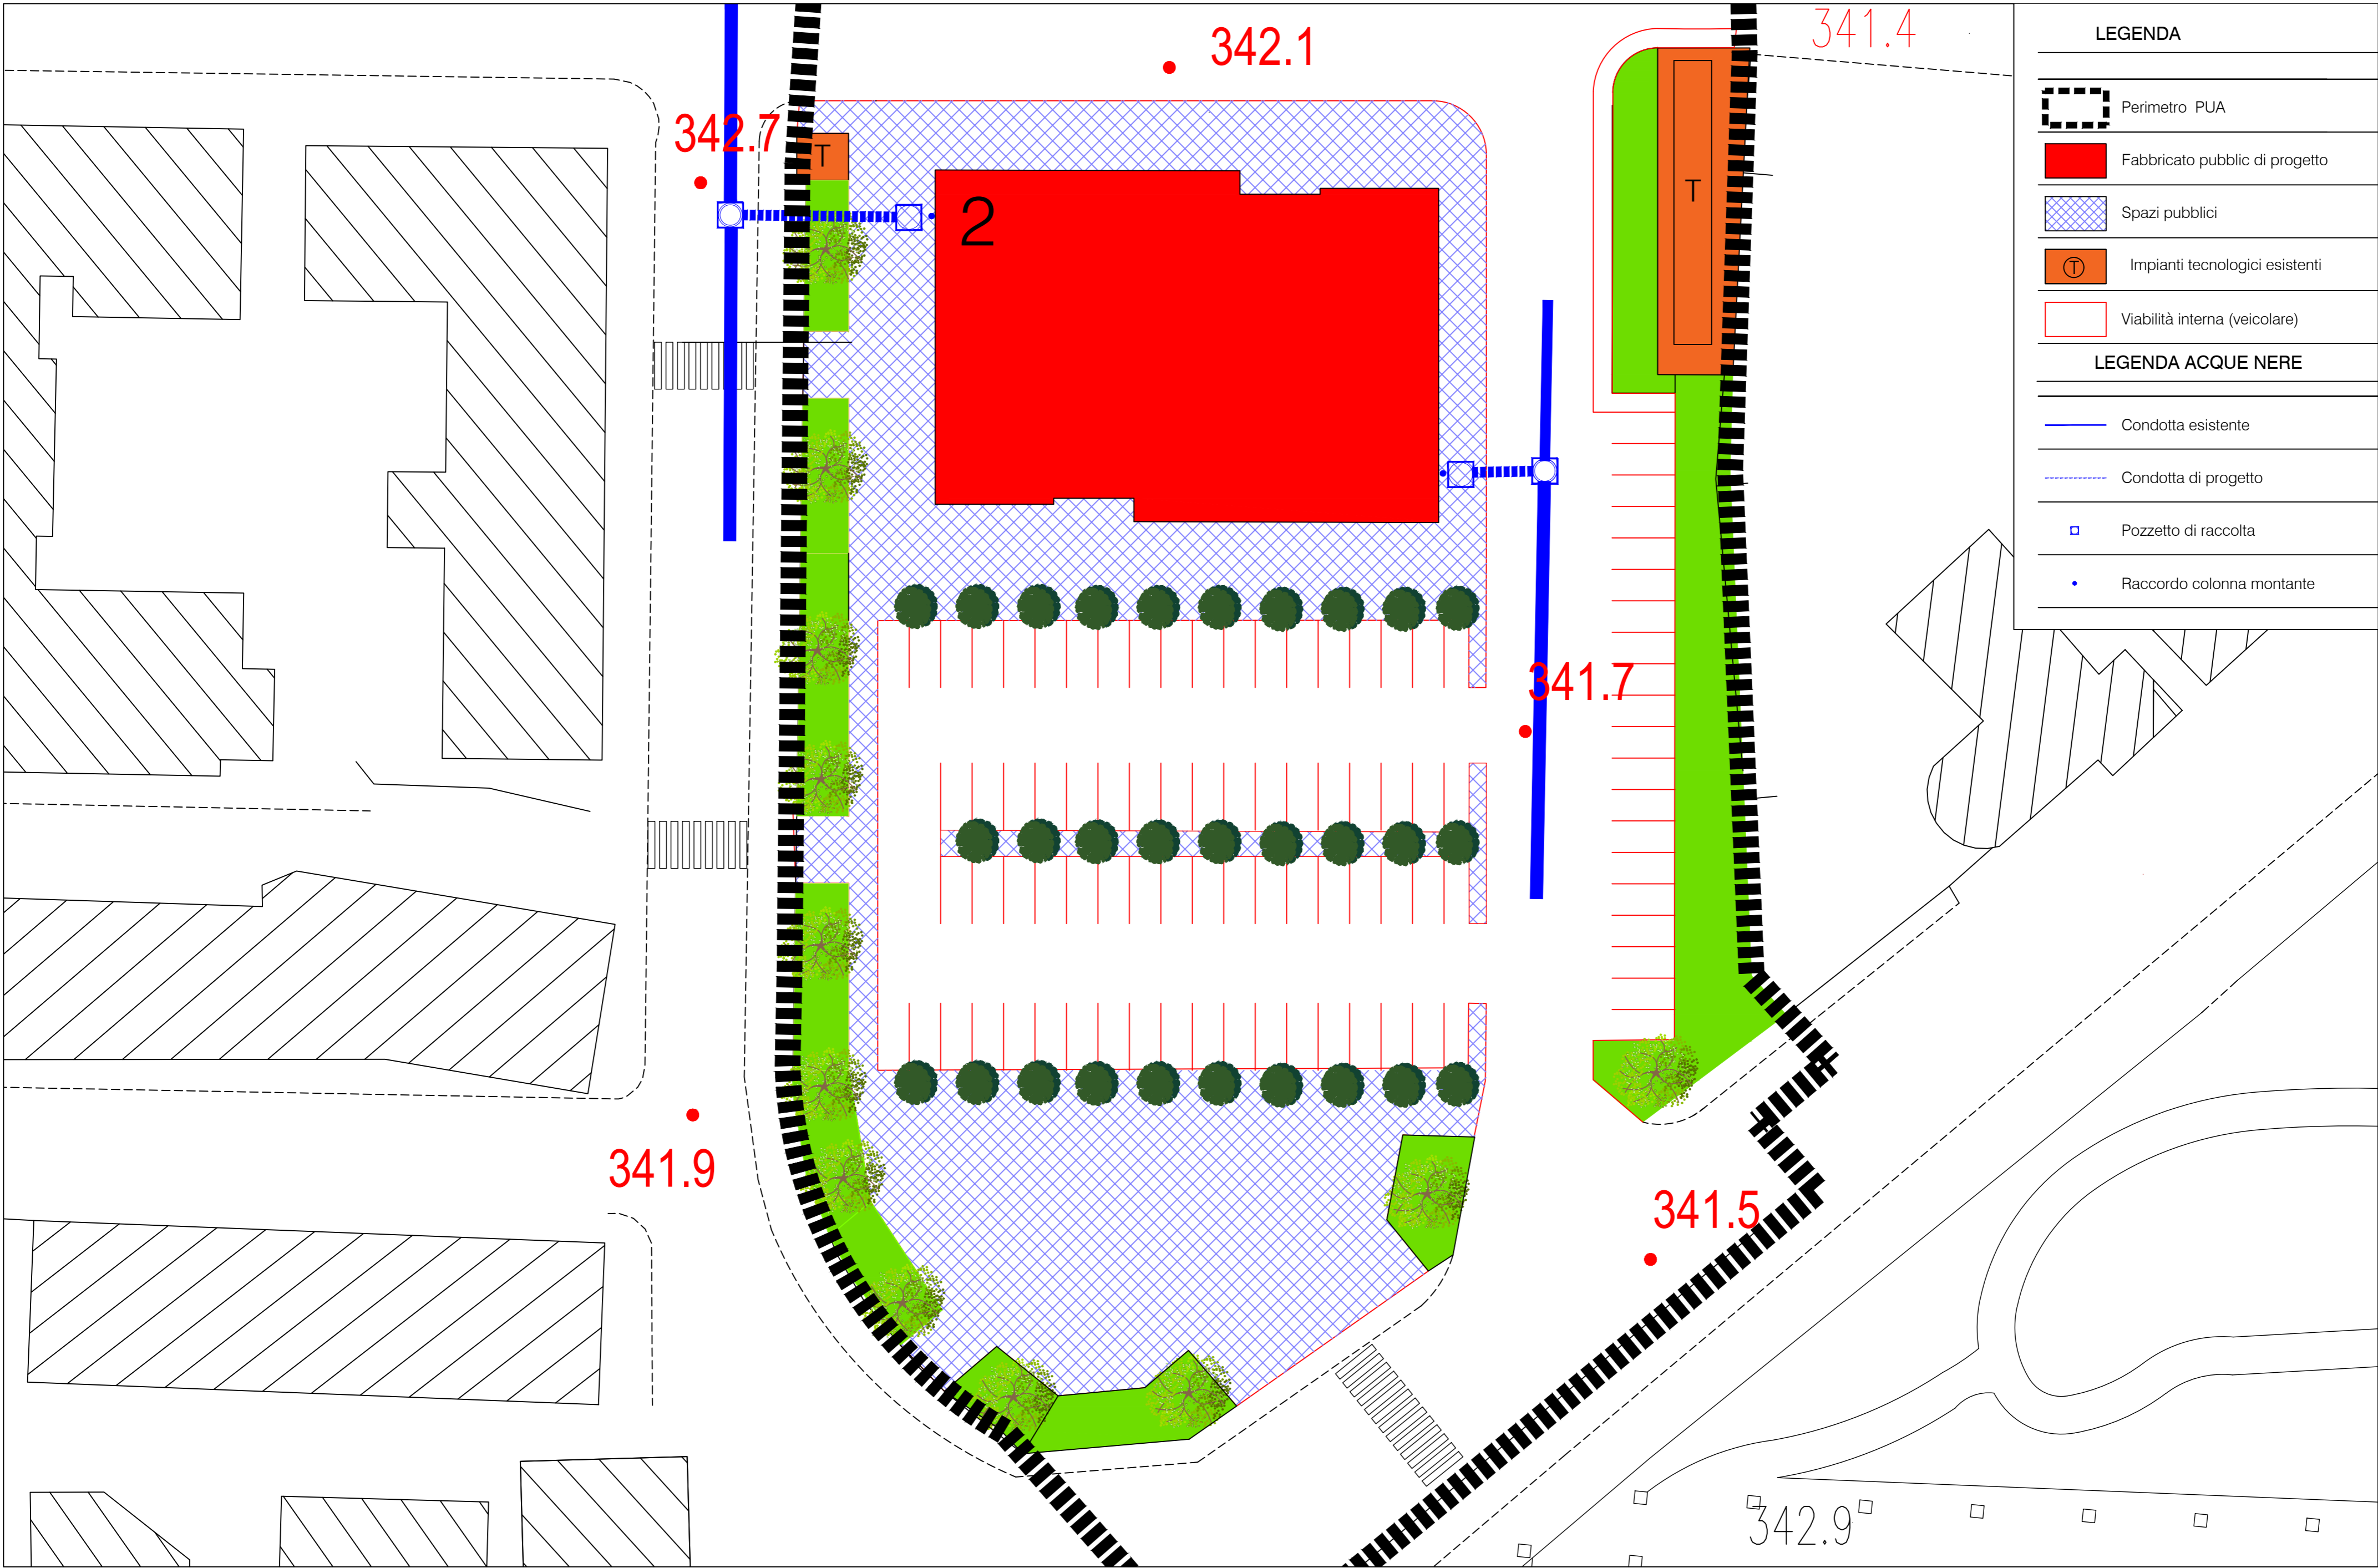 342.1
341.4
342.7
T
2
T
341.7
341.9
341.5
342.9
LEGENDA
Perimetro PUA
Fabbricato pubblic di progetto
Spazi pubblici
T Impianti tecnologici esistenti
Viabilità interna (veicolare)
LEGENDA ACQUE NERE
Condotta esistente
Condotta di progetto
Pozzetto di raccolta
Raccordo colonna montante